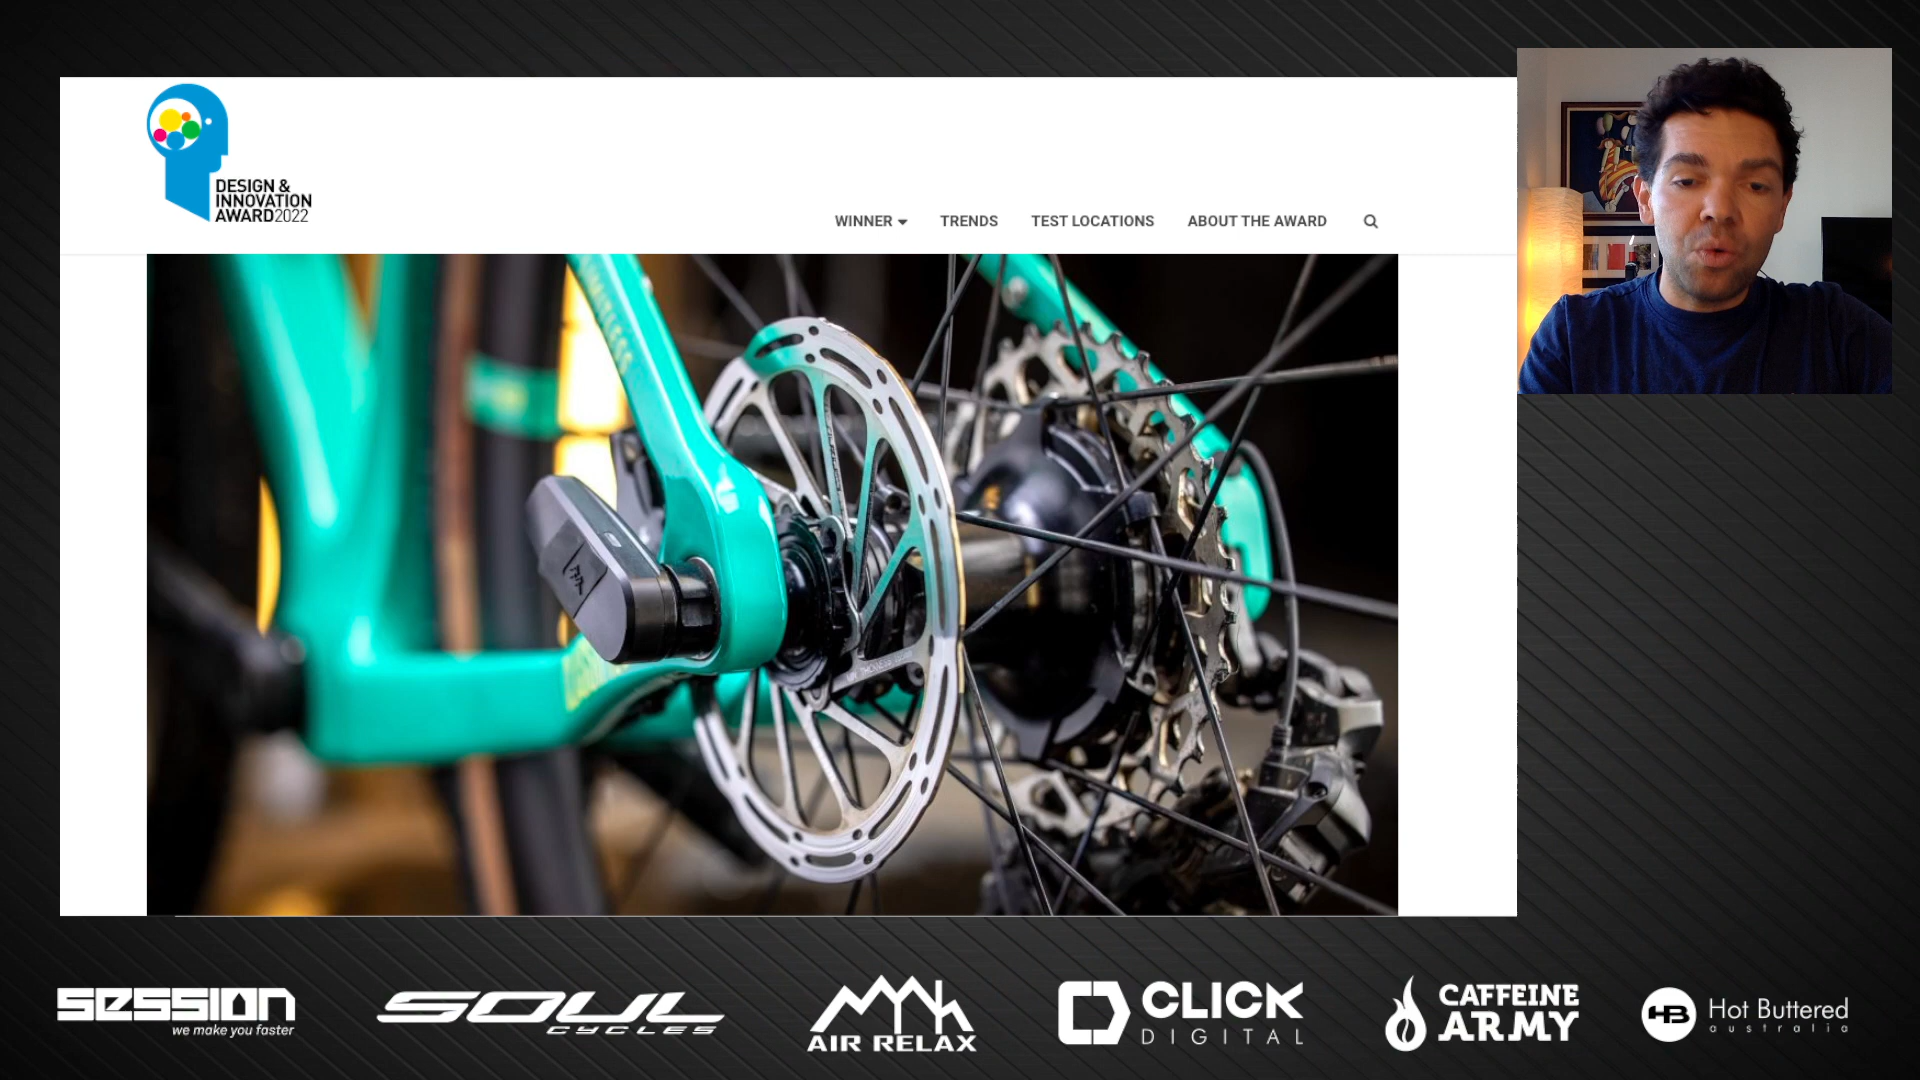 DESIGN &
INNOVATION
AWARD2022
WINNER
TRENDS
TEST LOCATIONS
ABOUT THE AWARD
SESSION
we make you faster
SOUL
CYCLES
AIR RELAX
CLICK
DIGITAL
CAFFEINE
ARMY
HB
Hot Buttered
australia